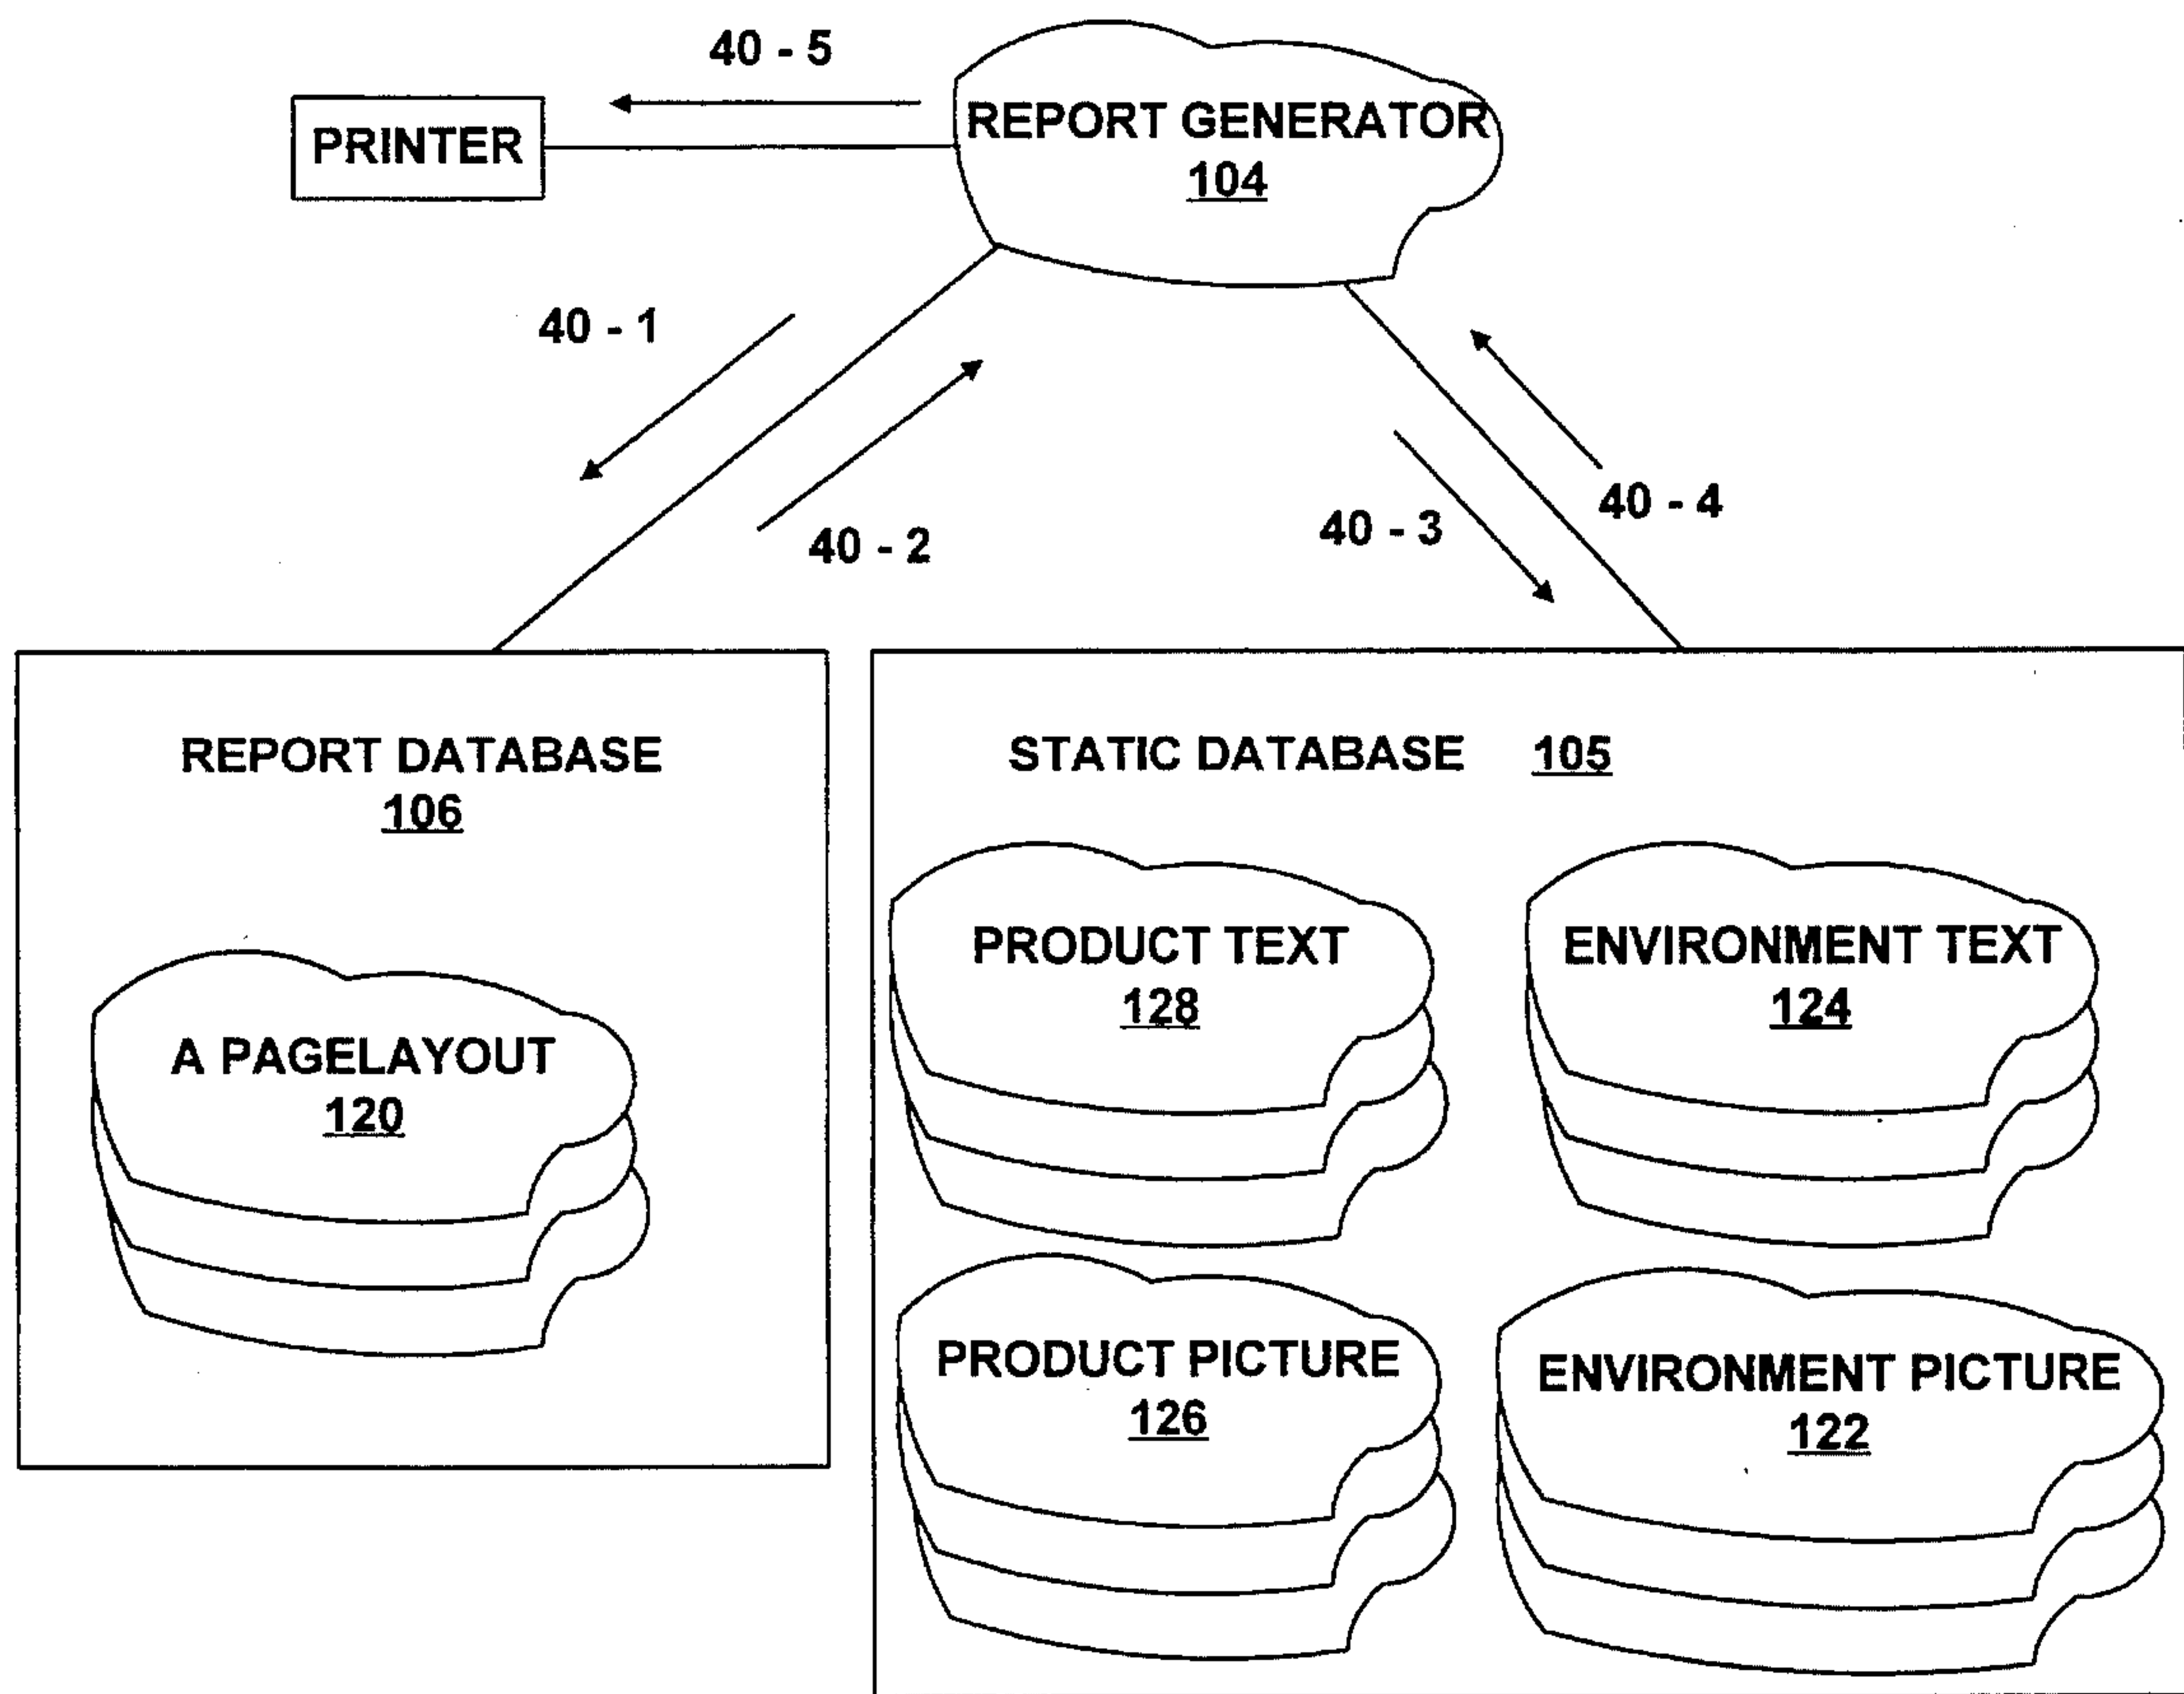 40 - 5
PRINTER
REPORT GENERATOR
104
40 - 1
40 - 2
40 - 3
40 - 4
REPORT DATABASE
106
A PAGELAYOUT
120
STATIC DATABASE 105
PRODUCT TEXT
128
ENVIRONMENT TEXT
124
PRODUCT PICTURE
126
ENVIRONMENT PICTURE
122